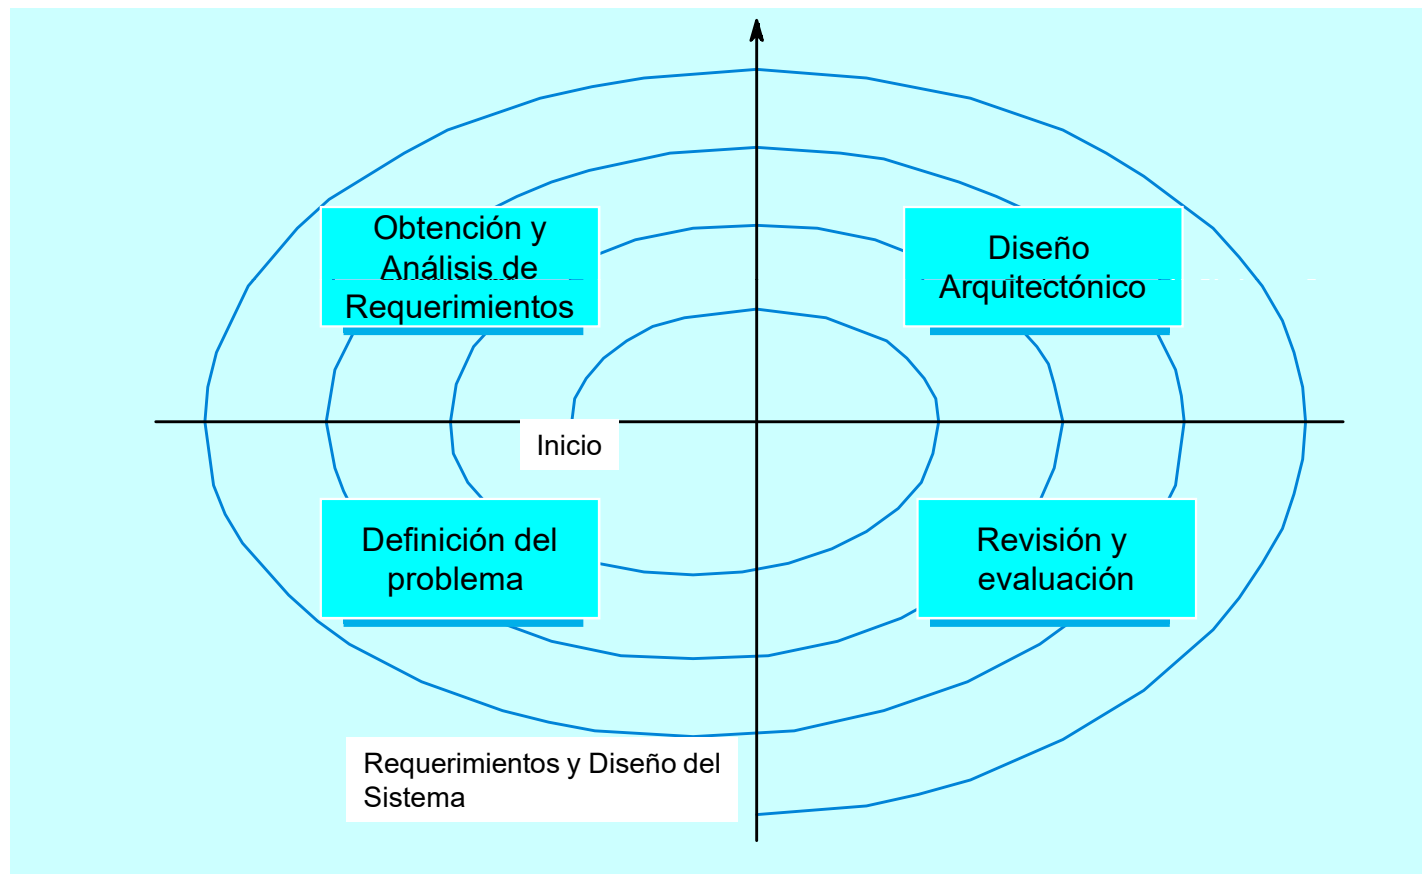 Obtención y
Análisis de
Requerimientos
Diseño
Arquitectónico
Inicio
Definición del
problema
Revisión y
evaluación
Requerimientos y Diseño del
Sistema